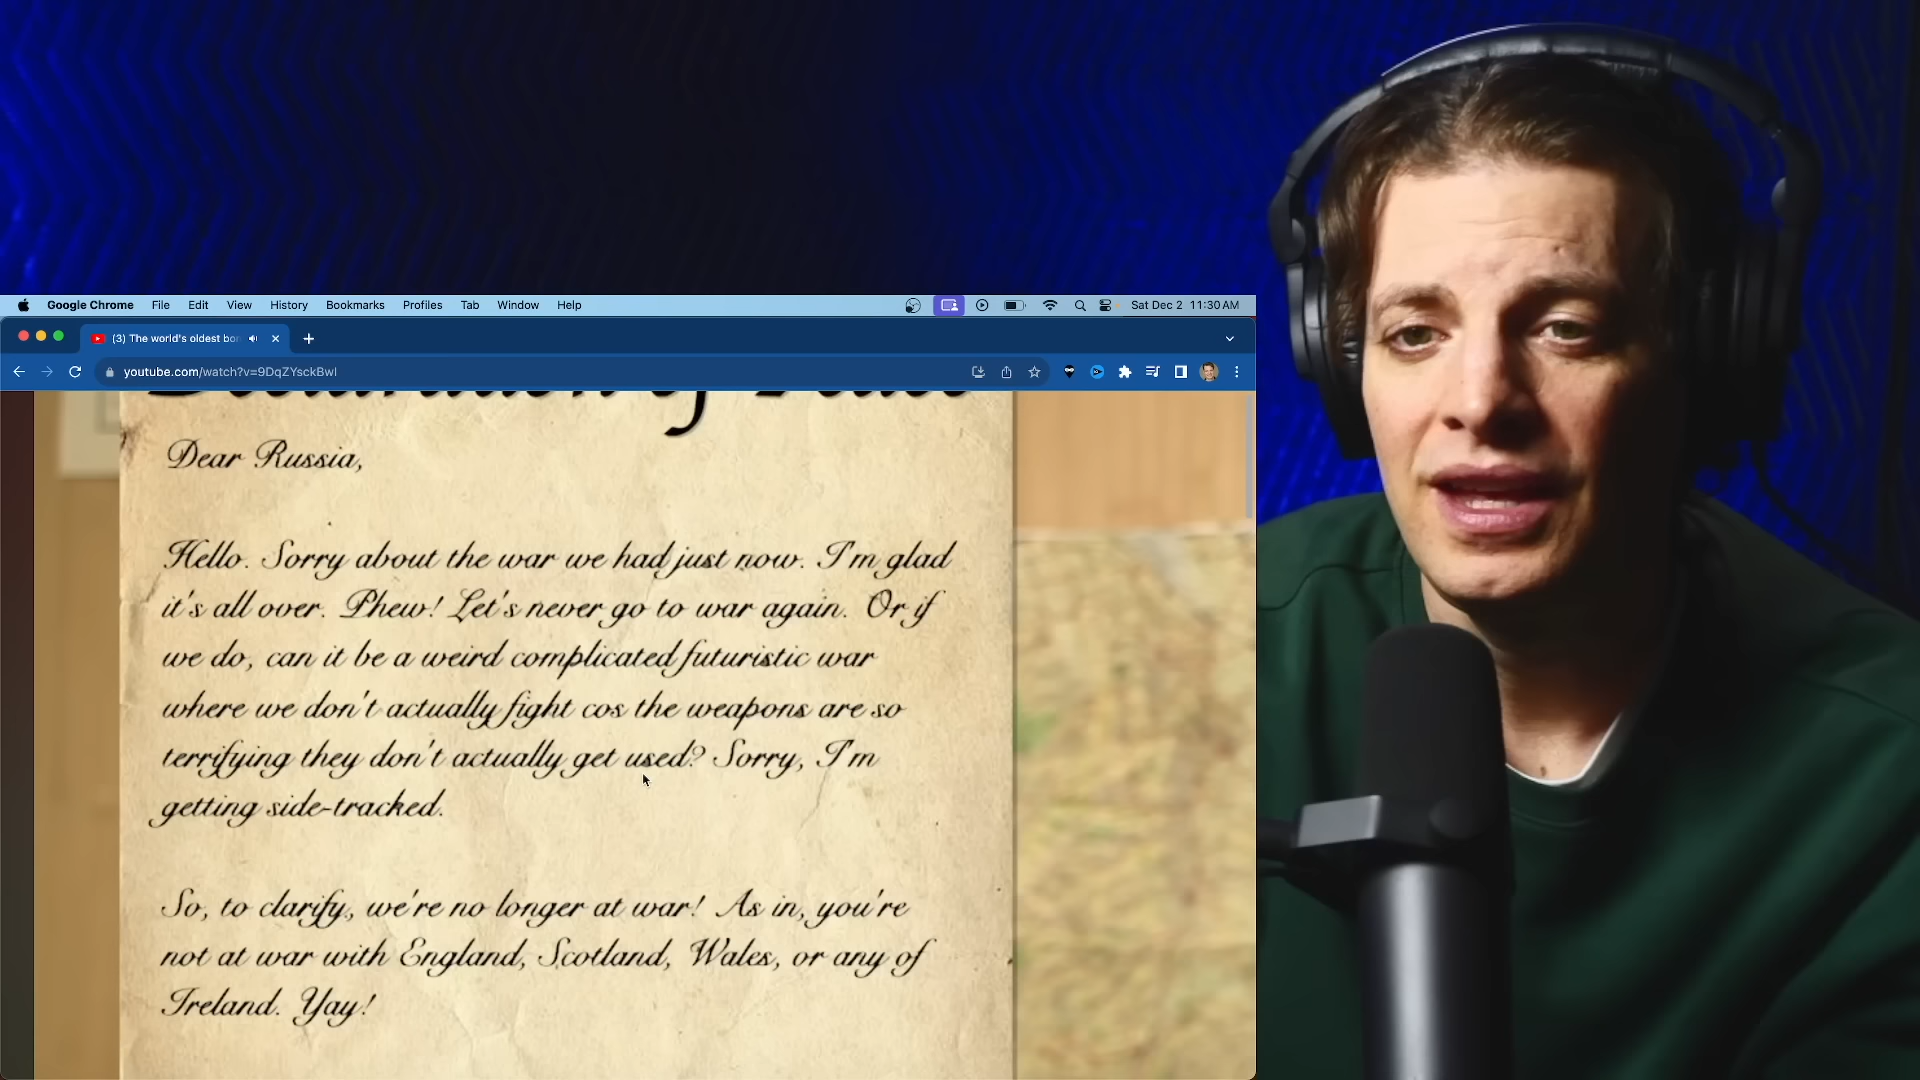 Google Chrome File Edit View History Bookmarks Profiles Tab Window Help Sat Dec 2 11:30 AM
(3) The world's oldest bor
youtube.com/watch?v=9DqZYsckBwI
Dear Russia,
Hello. Sorry about the war we had just now. I'm glad
it's all over. Phew! Let's never go to war again. Or if
we do, can it be a weird complicated futuristic war
where we don't actually fight cos the weapons are so
terrifying they don't actually get used? Sorry, I'm
getting side-tracked.
So, to clarify, we're no longer at war! As in, you're
not at war with England, Scotland, Wales, or any of
Ireland. Yay!